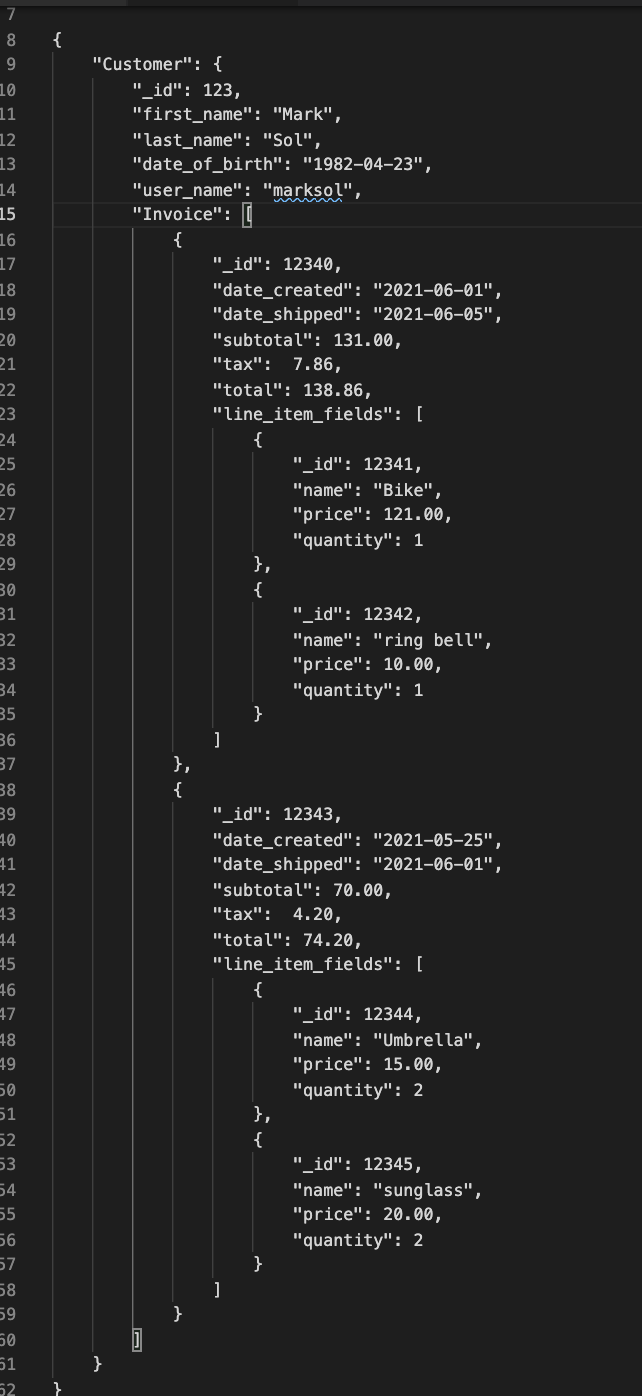 7
8 {
9 "Customer": {
10 "_id": 123,
11 "first_name": "Mark",
12 "last_name": "Sol",
13 "date_of_birth": "1982-04-23",
14 "user_name": "marksol",
15 "Invoice": [
16 {
17 "_id": 12340,
18 "date_created": "2021-06-01",
19 "date_shipped": "2021-06-05",
20 "subtotal": 131.00,
21 "tax":  7.86,
22 "total": 138.86,
23 "line_item_fields": [
24 {
25 "_id": 12341,
26 "name": "Bike",
27 "price": 121.00,
28 "quantity": 1
29 },
30 {
31 "_id": 12342,
32 "name": "ring bell",
33 "price": 10.00,
34 "quantity": 1
35 }
36 ]
37 },
38 {
39 "_id": 12343,
40 "date_created": "2021-05-25",
41 "date_shipped": "2021-06-01",
42 "subtotal": 70.00,
43 "tax":  4.20,
44 "total": 74.20,
45 "line_item_fields": [
46 {
47 "_id": 12344,
48 "name": "Umbrella",
49 "price": 15.00,
50 "quantity": 2
51 },
52 {
53 "_id": 12345,
54 "name": "sunglass",
55 "price": 20.00,
56 "quantity": 2
57 }
58 ]
59 }
60 ]
61 }
62 }